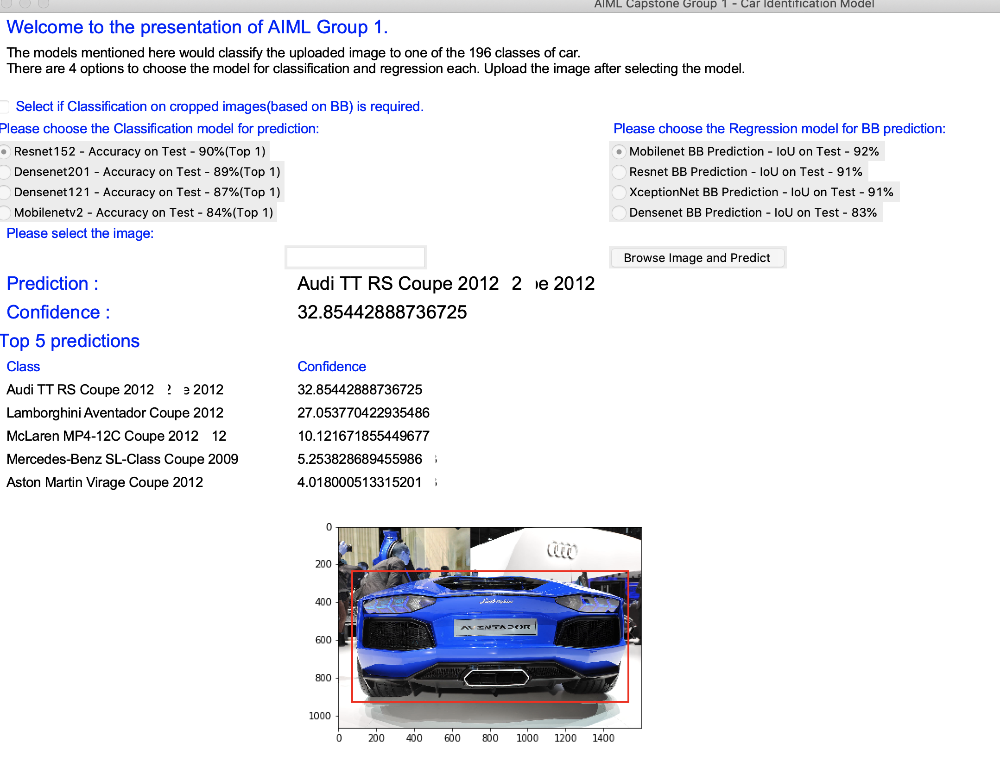 AIML Capstone Group 1 - Car Identification Model
Welcome to the presentation of AIML Group 1.
The models mentioned here would classify the uploaded image to one of the 196 classes of car.
There are 4 options to choose the model for classification and regression each. Upload the image after selecting the model.
Select if Classification on cropped images(based on BB) is required.
Please choose the Classification model for prediction:
Resnet152 - Accuracy on Test - 90%(Top 1)
Densenet201 - Accuracy on Test - 89%(Top 1)
Densenet121 - Accuracy on Test - 87%(Top 1)
Mobilenetv2 - Accuracy on Test - 84%(Top 1)
Please choose the Regression model for BB prediction:
Mobilenet BB Prediction - IoU on Test - 92%
Resnet BB Prediction - IoU on Test - 91%
XceptionNet BB Prediction - IoU on Test - 91%
Densenet BB Prediction - IoU on Test - 83%
Please select the image:
Browse Image and Predict
Prediction : Audi TT RS Coupe 2012 2 e 2012
Confidence : 32.85442888736725
Top 5 predictions
Class Confidence
Audi TT RS Coupe 2012 2 e 2012 32.85442888736725
Lamborghini Aventador Coupe 2012 27.053770422935486
McLaren MP4-12C Coupe 2012 12 10.121671855449677
Mercedes-Benz SL-Class Coupe 2009 5.253828689455986
Aston Martin Virage Coupe 2012 4.018000513315201
0
200
400
600
800
1000
Lamborghini
AVENTADOR
0 200 400 600 800 1000 1200 1400